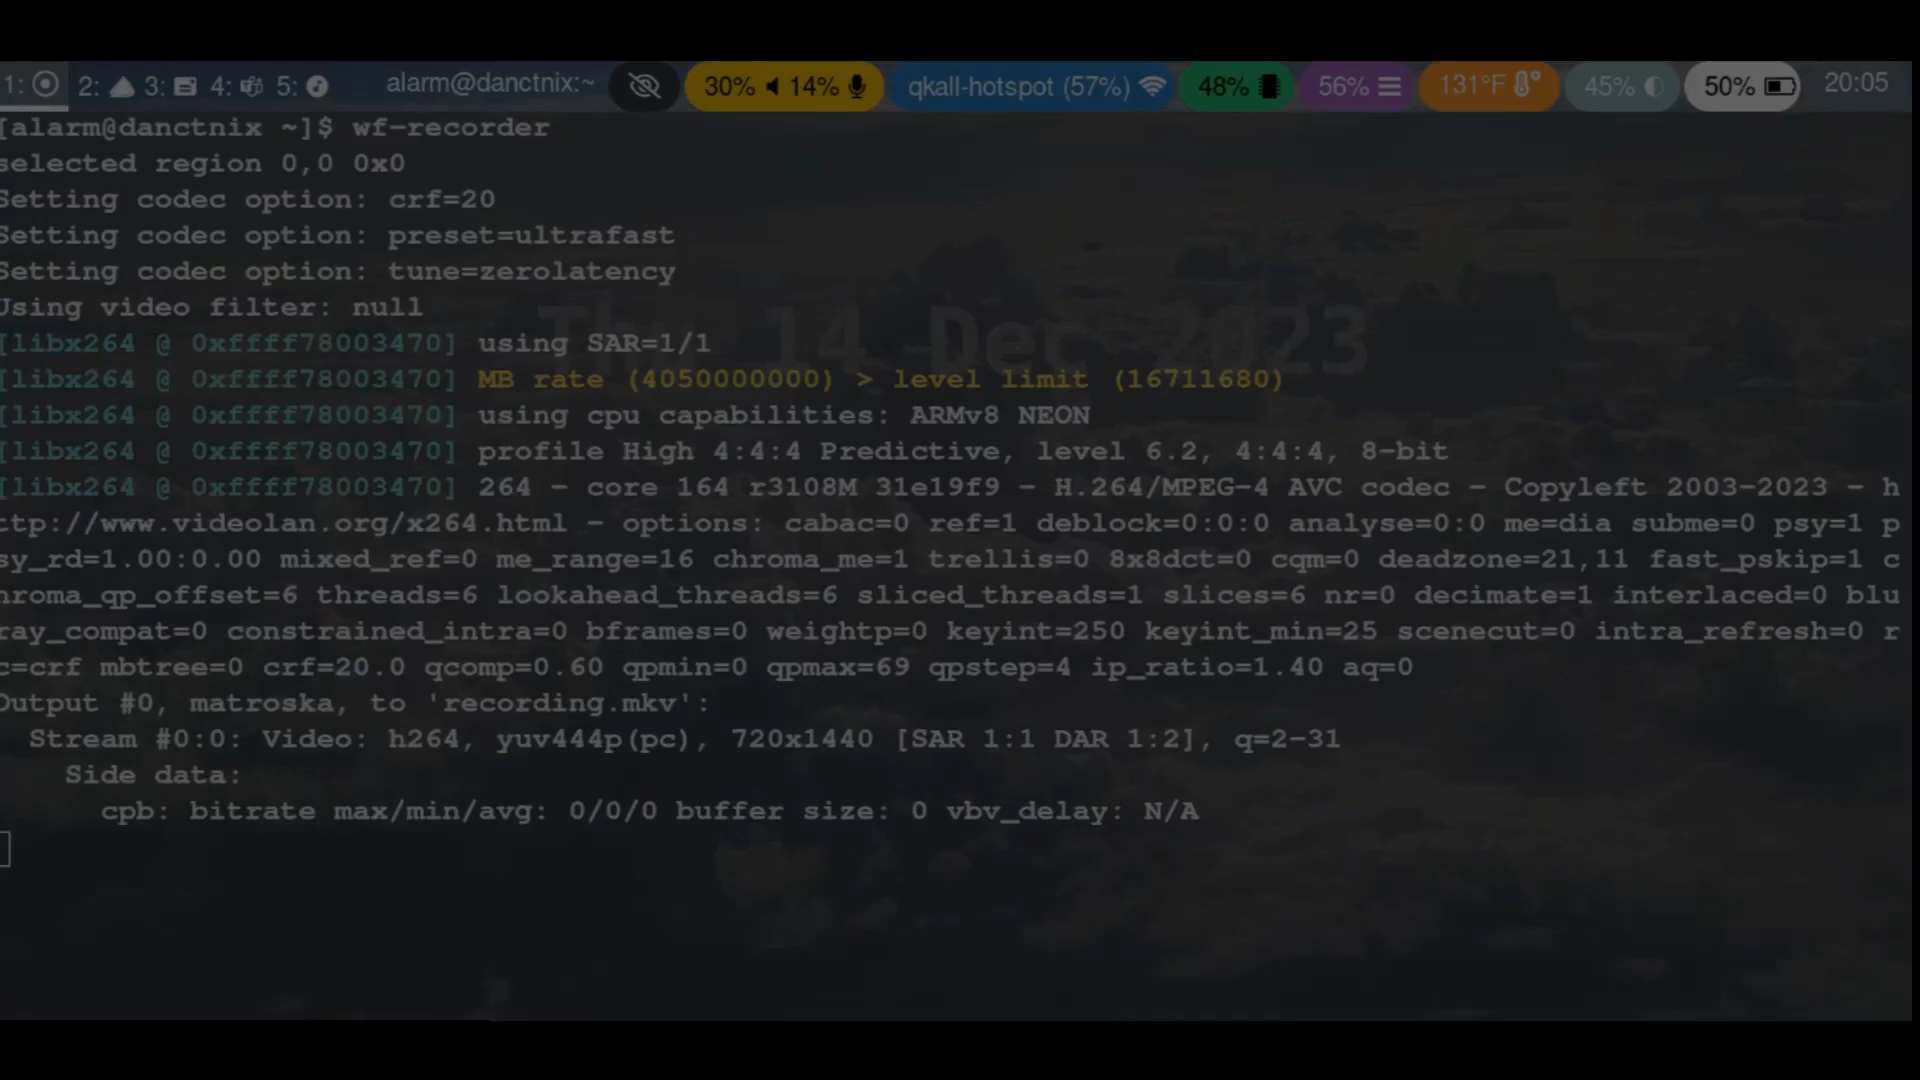 1: 2: 3: 4: 5: alarm@danctnix:~ 30% 14% qkall-hotspot (57%) 48% 56% 131°F 45% 50% 20:05
[alarm@danctnix ~]$ wf-recorder
selected region 0,0 0x0
Setting codec option: crf=20
Setting codec option: preset=ultrafast
Setting codec option: tune=zerolatency
Using video filter: null
Thu 14 Dec 2023
[libx264 @ 0xffff78003470] using SAR=1/1
[libx264 @ 0xffff78003470] MB rate (4050000000) > level limit (16711680)
[libx264 @ 0xffff78003470] using cpu capabilities: ARMv8 NEON
[libx264 @ 0xffff78003470] profile High 4:4:4 Predictive, level 6.2, 4:4:4, 8-bit
[libx264 @ 0xffff78003470] 264 - core 164 r3108M 31e19f9 - H.264/MPEG-4 AVC codec - Copyleft 2003-2023 - h
ttp://www.videolan.org/x264.html - options: cabac=0 ref=1 deblock=0:0:0 analyse=0:0 me=dia subme=0 psy=1 p
sy_rd=1.00:0.00 mixed_ref=0 me_range=16 chroma_me=1 trellis=0 8x8dct=0 cqm=0 deadzone=21,11 fast_pskip=1 c
hroma_qp_offset=6 threads=6 lookahead_threads=6 sliced_threads=1 slices=6 nr=0 decimate=1 interlaced=0 blu
ray_compat=0 constrained_intra=0 bframes=0 weightp=0 keyint=250 keyint_min=25 scenecut=0 intra_refresh=0 r
c=crf mbtree=0 crf=20.0 qcomp=0.60 qpmin=0 qpmax=69 qpstep=4 ip_ratio=1.40 aq=0
Output #0, matroska, to 'recording.mkv':
Stream #0:0: Video: h264, yuv444p(pc), 720x1440 [SAR 1:1 DAR 1:2], q=2-31
Side data:
cpb: bitrate max/min/avg: 0/0/0 buffer size: 0 vbv_delay: N/A